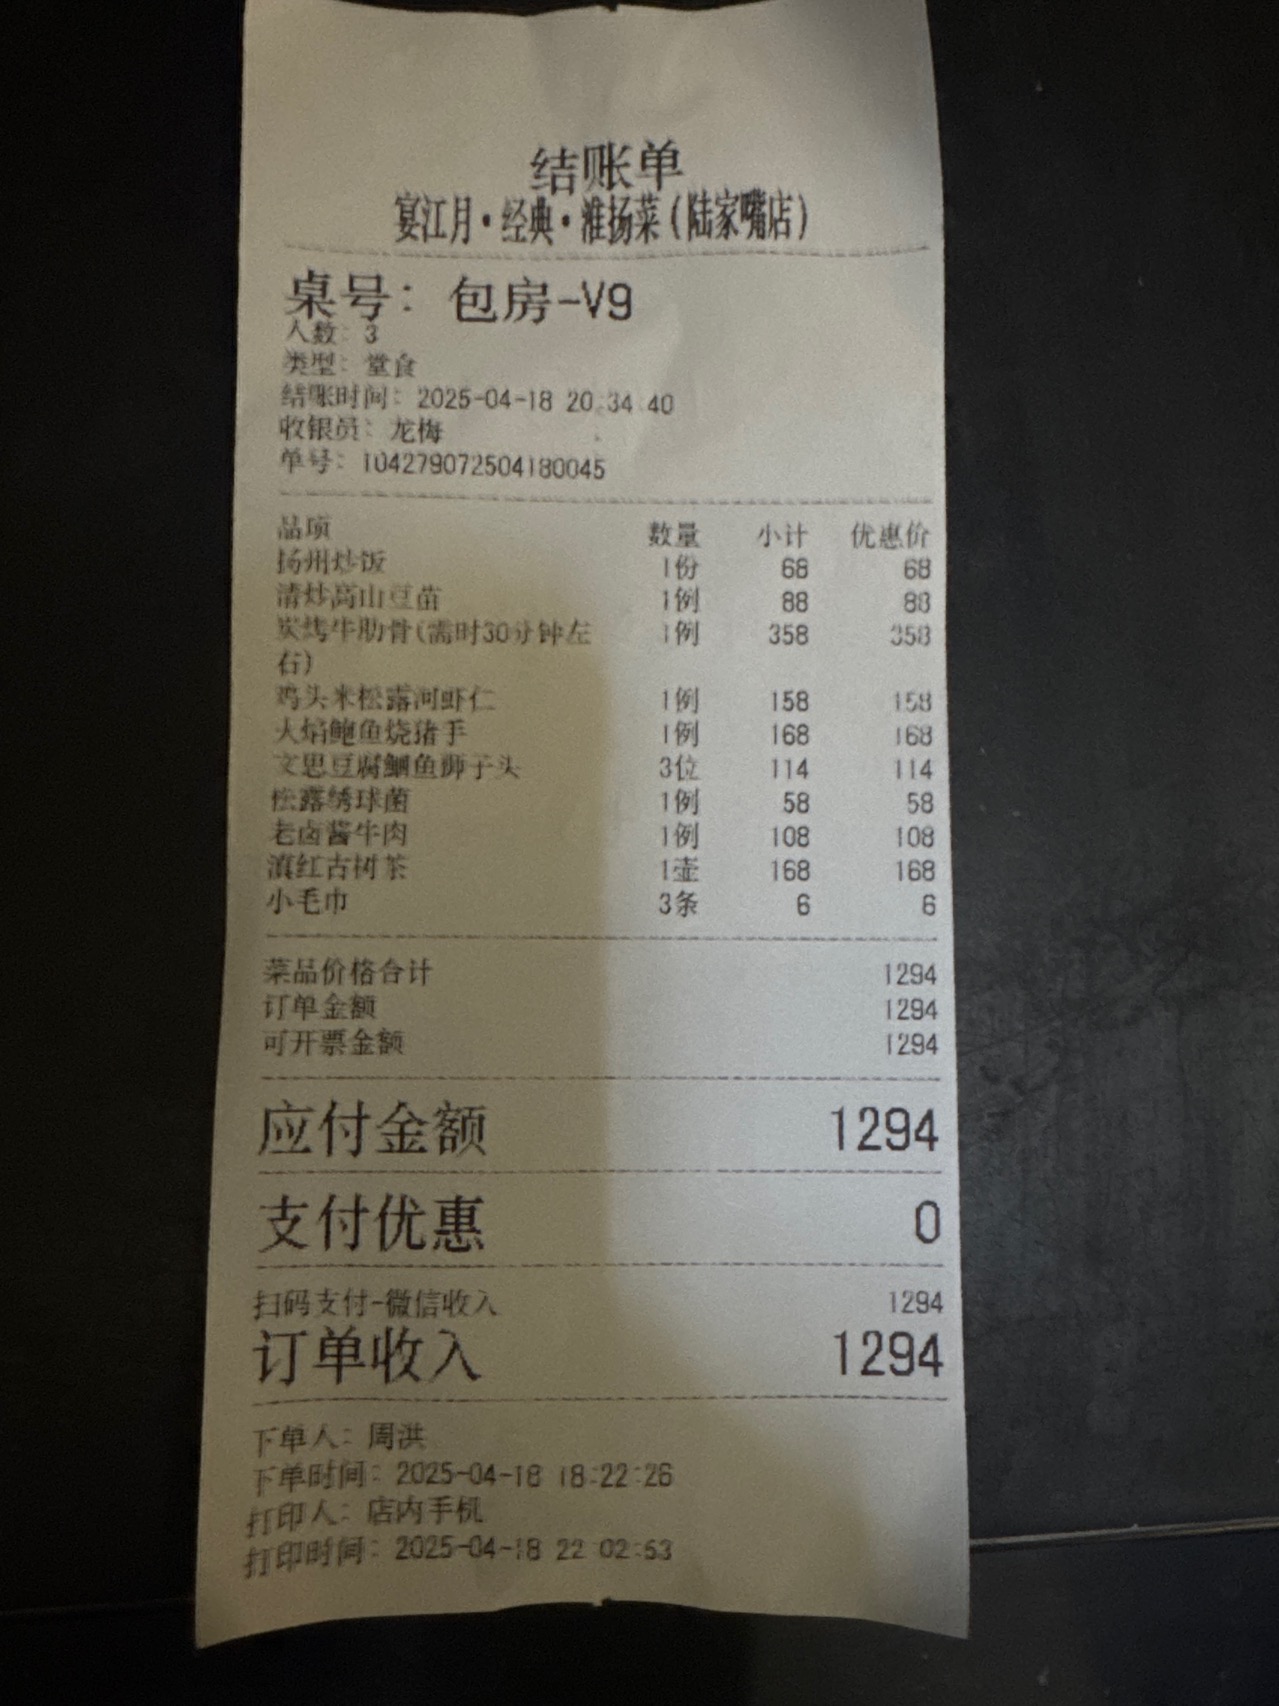 结账单
宴江月·经典·淮扬菜(陆家嘴店)
桌号: 包房-V9
人数: 3
类型: 堂食
结账时间: 2025-04-18 20:34:40
收银员: 龙梅
单号: 104279072504180045
品项 数量 小计 优惠价
扬州炒饭 1份 68 68
清炒高山豆苗 1例 88 88
炭烤牛肋骨(需时30分钟左 1例 358 358
右)
鸡头米松露河虾仁 1例 158 158
火焰鲍鱼烧猪手 1例 168 168
文思豆腐鮰鱼狮子头 3位 114 114
松露绣球菌 1例 58 58
老卤酱牛肉 1例 108 108
滇红古树茶 1壶 168 168
小毛巾 3条 6 6
菜品价格合计 1294
订单金额 1294
可开票金额 1294
应付金额 1294
支付优惠 0
扫码支付-微信收入 1294
订单收入 1294
下单人: 周洪
下单时间: 2025-04-18 18:22:26
打印人: 店内手机
打印时间: 2025-04-18 22:02:53